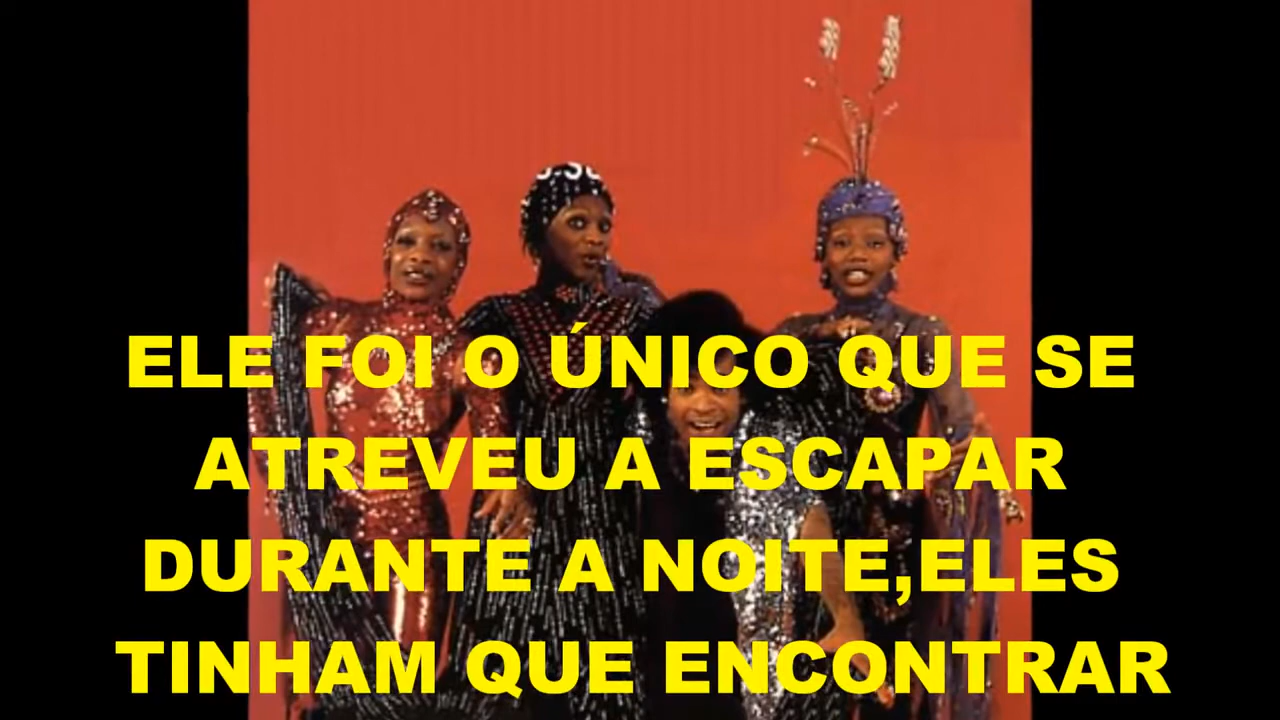 ELE FOI O ÚNICO QUE SE
ATREVEU A ESCAPAR
DURANTE A NOITE,ELES
TINHAM QUE ENCONTRAR